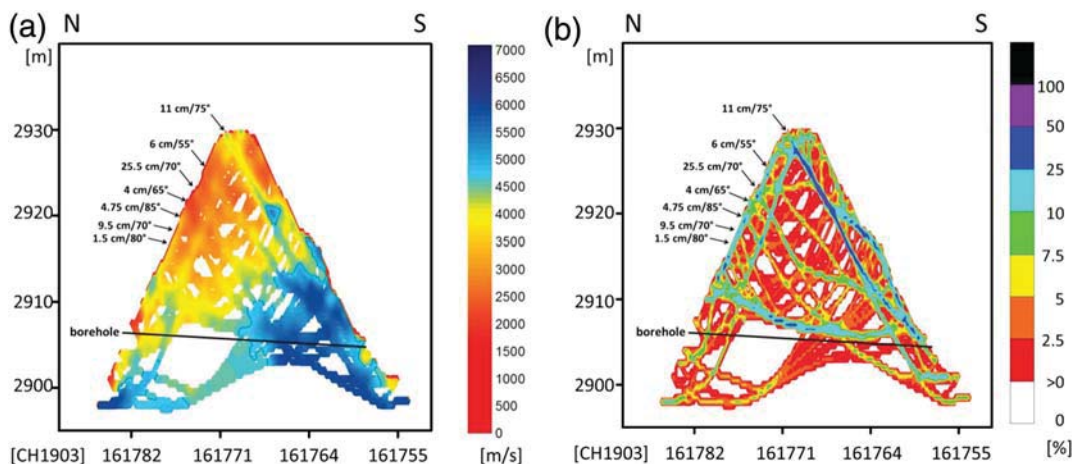 (a)
N
S
[m]
2930
2920
2910
2900
11 cm/75°
6 cm/55°
25.5 cm/70°
4 cm/65°
4.75 cm/85°
9.5 cm/70°
1.5 cm/80°
borehole
[CH1903]
161782
161771
161764
161755
7000
6500
6000
5500
5000
4500
4000
3500
3000
2500
2000
1500
1000
500
0
[m/s]
(b)
N
S
[m]
2930
2920
2910
2900
11 cm/75°
6 cm/55°
25.5 cm/70°
4 cm/65°
4.75 cm/85°
9.5 cm/70°
1.5 cm/80°
borehole
[CH1903]
161782
161771
161764
161755
100
50
25
10
7.5
5
2.5
>0
0
[%]